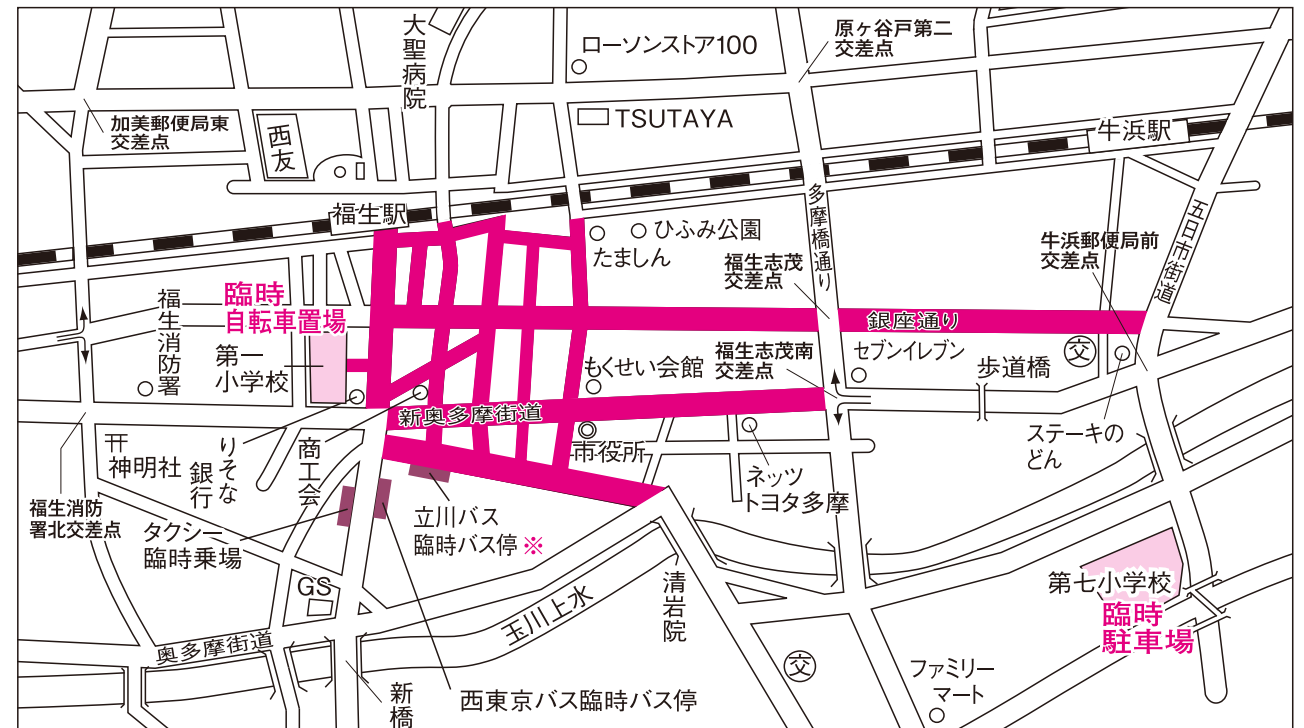 大聖病院
ローソンストア100
原ヶ谷戸第二
交差点
加美郵便局東
交差点
西友
TSUTAYA
牛浜駅
福生駅
ひふみ公園
たましん
多摩橋通り
福生志茂
交差点
牛浜郵便局前
交差点
五日市街道
臨時
自転車置場
福生消防署
第一
小学校
銀座通り
もくせい会館
福生志茂南
交差点
セブンイレブン
交
歩道橋
新奥多摩街道
市役所
ステーキの
どん
神明社
りそな
銀行
商工会
ネッツ
トヨタ多摩
福生消防
署北交差点
タクシー
臨時乗場
立川バス
臨時バス停※
GS
清岩院
第七小学校
臨時
駐車場
玉川上水
奥多摩街道
交
ファミリー
マート
西東京バス臨時バス停
新橋